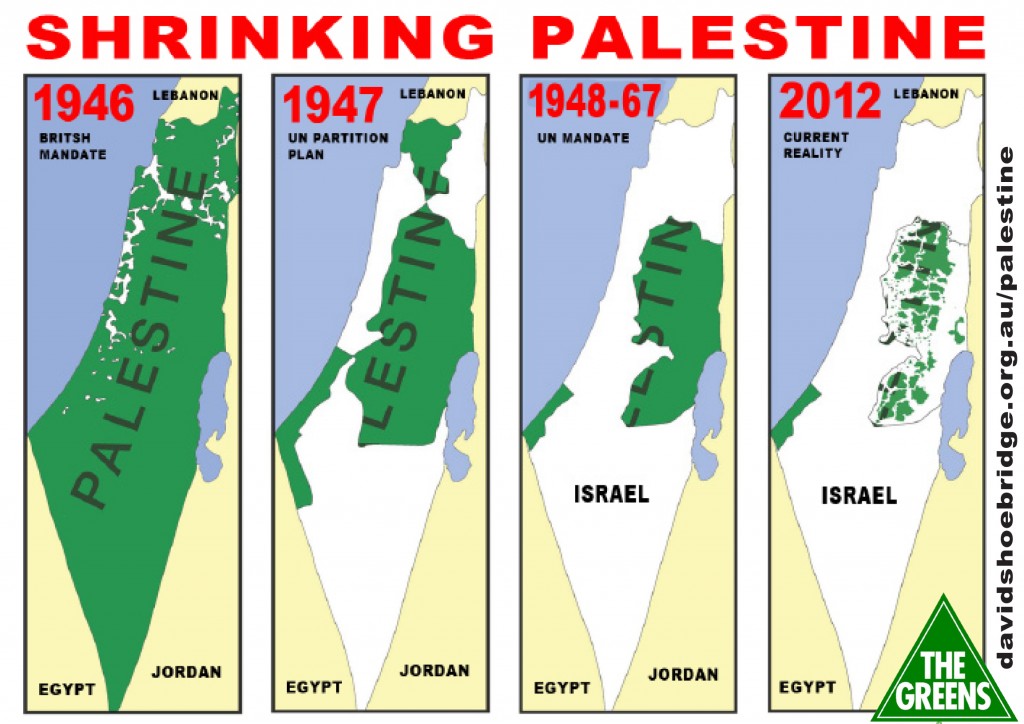 SHRINKING PALESTINE
1946
LEBANON
BRITSH
MANDATE
PALESTINE
EGYPT
JORDAN
1947
LEBANON
UN PARTITION
PLAN
LESTINE
EGYPT
JORDAN
1948-67
UN MANDATE
ESTIN
ISRAEL
EGYPT
JORDAN
2012
LEBANON
CURRENT
REALITY
ISRAEL
EGYPT
THE
GREENS
davidshoebridge.org.au/palestine